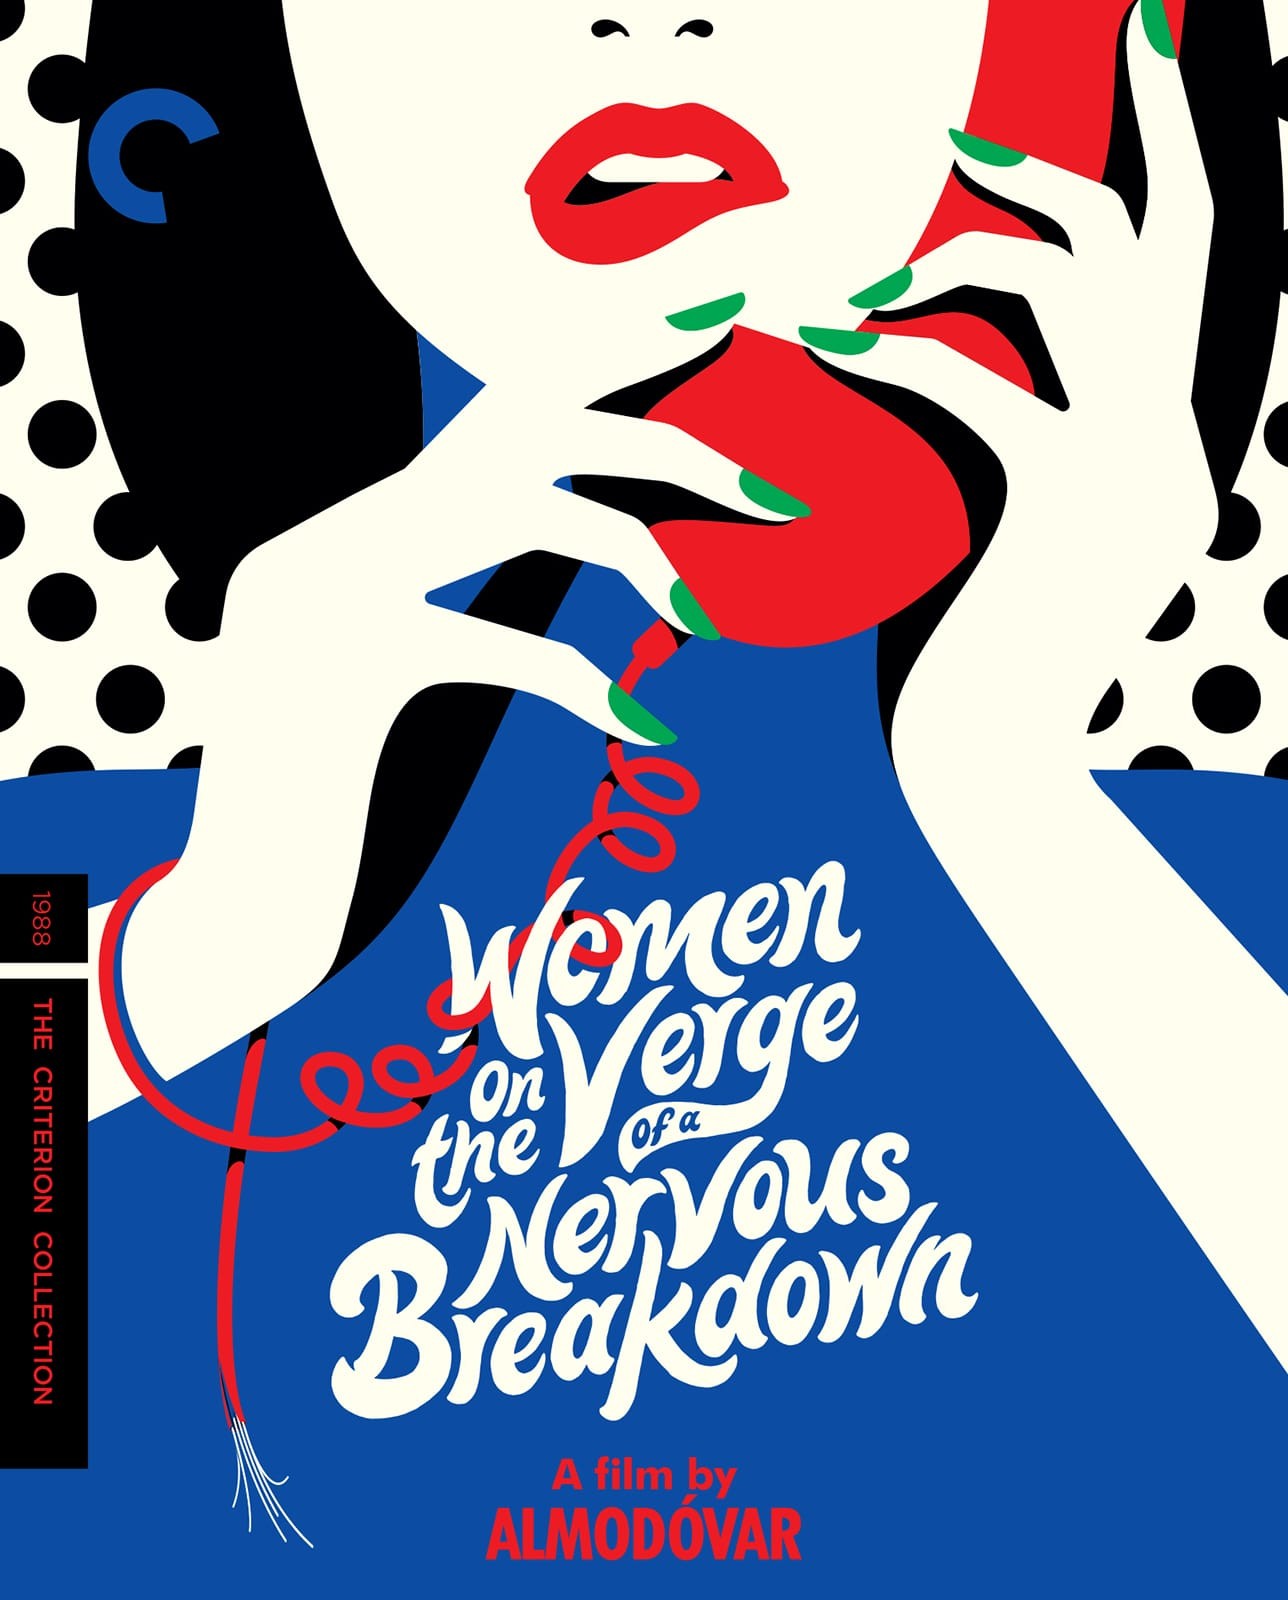 1988
THE CRITERION COLLECTION
Women
on the Verge
of a
Nervous
Breakdown
A film by
ALMODÓVAR